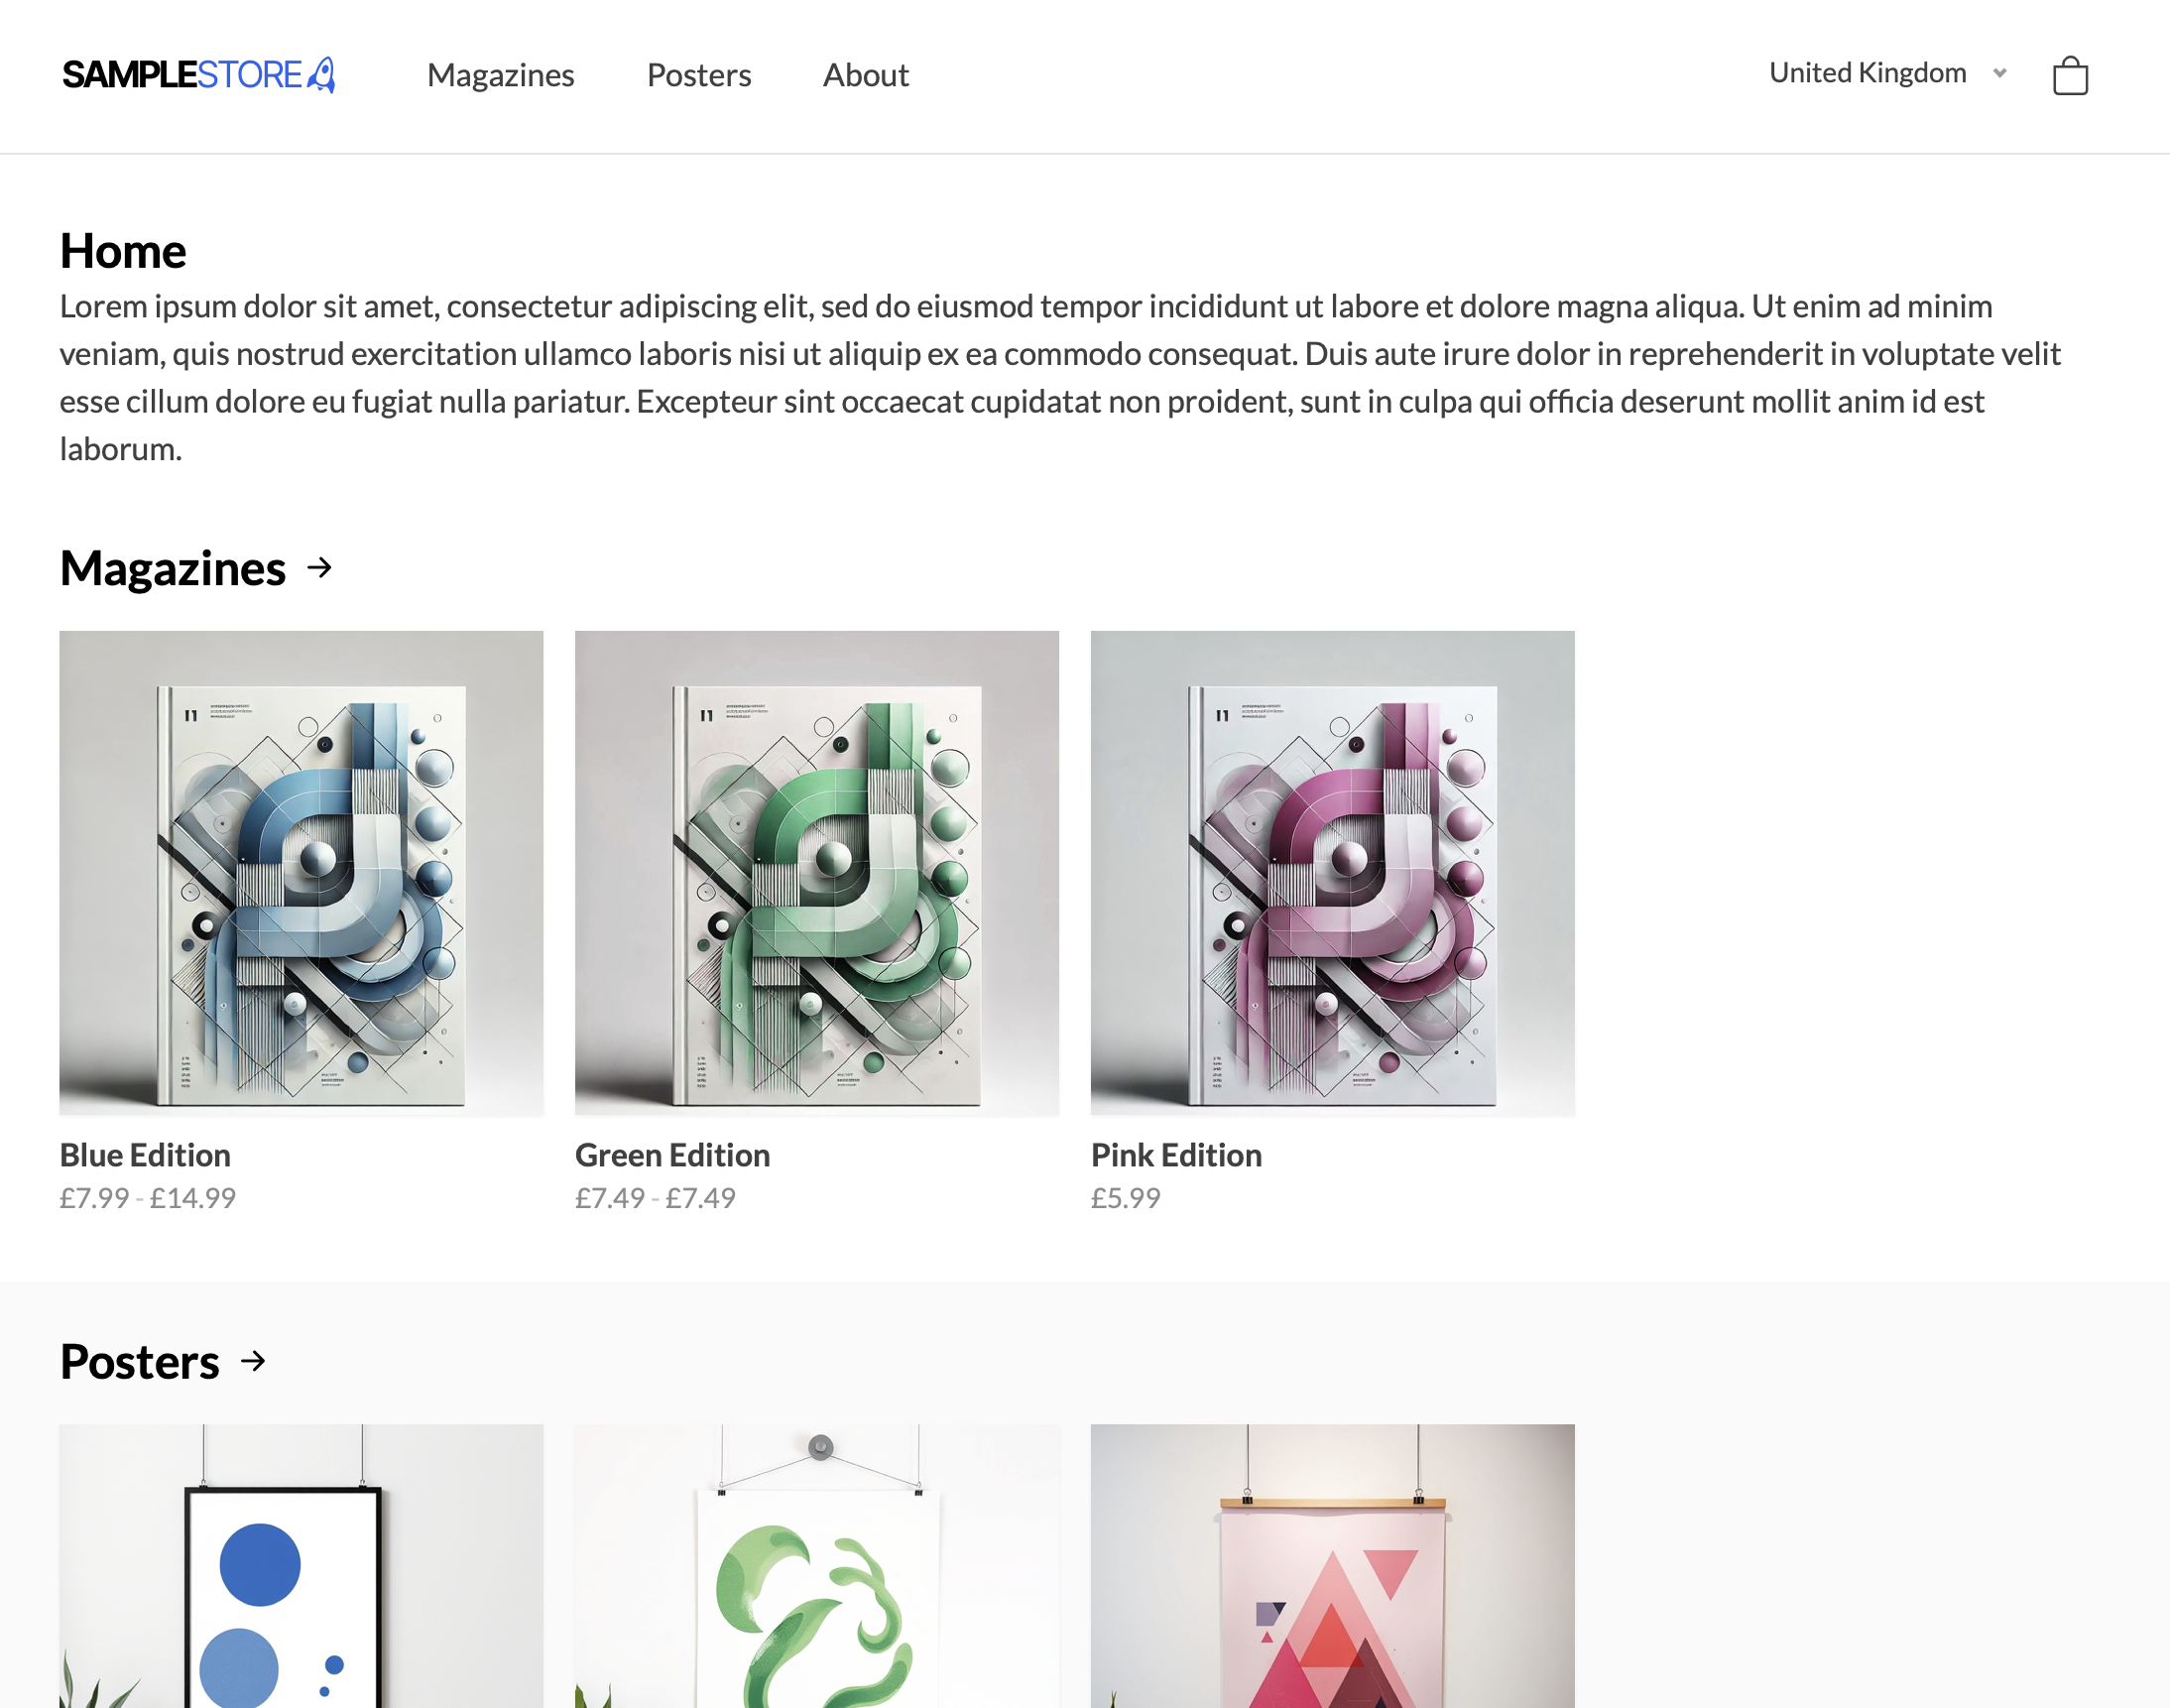 SAMPLESTORE
Magazines
Posters
About
United Kingdom
Home
Lorem ipsum dolor sit amet, consectetur adipiscing elit, sed do eiusmod tempor incididunt ut labore et dolore magna aliqua. Ut enim ad minim
veniam, quis nostrud exercitation ullamco laboris nisi ut aliquip ex ea commodo consequat. Duis aute irure dolor in reprehenderit in voluptate velit
esse cillum dolore eu fugiat nulla pariatur. Excepteur sint occaecat cupidatat non proident, sunt in culpa qui officia deserunt mollit anim id est
laborum.
Magazines →
Blue Edition
£7.99 - £14.99
Green Edition
£7.49 - £7.49
Pink Edition
£5.99
Posters →